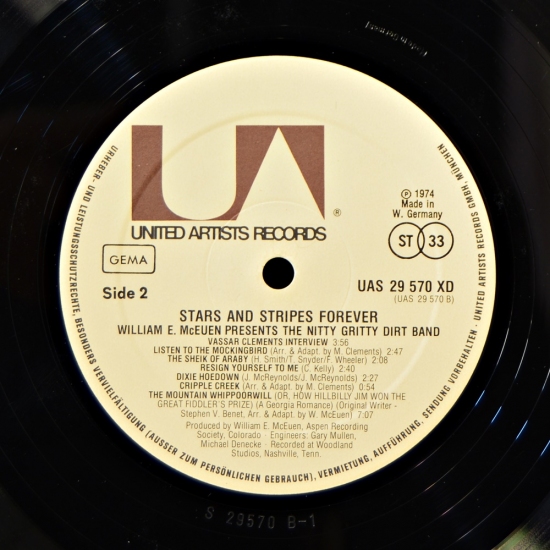 UA
®
UNITED ARTISTS RECORDS
℗ 1974
Made in
W. Germany
GEMA
ST 33
Side 2
UAS 29 570 XD
(UAS 29 570 B)
STARS AND STRIPES FOREVER
WILLIAM E. McEUEN PRESENTS THE NITTY GRITTY DIRT BAND
VASSAR CLEMENTS INTERVIEW 3:56
LISTEN TO THE MOCKINGBIRD (Arr. & Adapt. by M. Clements) 2:47
THE SHEIK OF ARABY (H. Smith/T. Snyder/F. Wheeler) 2:08
RESIGN YOURSELF TO ME (C. Kelly) 2:40
DIXIE HOEDOWN (J. McReynolds/J. McReynolds) 2:27
CRIPPLE CREEK (Arr. & Adapt. by M. Clements) 0:54
THE MOUNTAIN WHIPPOORWILL (OR, HOW HILLBILLY JIM WON THE
GREAT FIDDLER'S PRIZE) (A Georgia Romance) (Original Writer -
Stephen V. Benet, Arr. & Adapt. by W. McEuen) 7:07
Produced by William E. McEuen, Aspen Recording
Society, Colorado · Engineers: Gary Mullen,
Michael Denecke · Recorded at Woodland
Studios, Nashville, Tenn.
URHEBER- UND LEISTUNGSSCHUTZRECHTE, BESONDERS VERVIELFÄLTIGUNG (AUSSER ZUM PERSÖNLICHEN GEBRAUCH), VERMIETUNG, AUFFÜHRUNG, SENDUNG VORBEHALTEN. · UNITED ARTISTS RECORDS GMBH, MÜNCHEN
S 29570 B-1